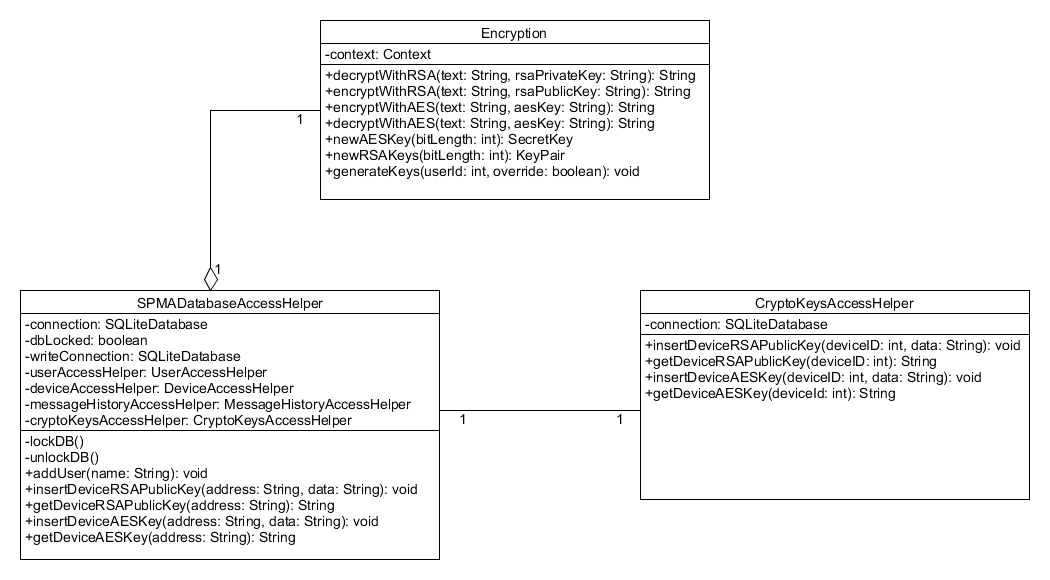 Encryption
-context: Context
+decryptWithRSA(text: String, rsaPrivateKey: String): String
+encryptWithRSA(text: String, rsaPublicKey: String): String
+encryptWithAES(text: String, aesKey: String): String
+decryptWithAES(text: String, aesKey: String): String
+newAESKey(bitLength: int): SecretKey
+newRSAKeys(bitLength: int): KeyPair
+generateKeys(userId: int, override: boolean): void
1
1
SPMADatabaseAccessHelper
-connection: SQLiteDatabase
-dbLocked: boolean
-writeConnection: SQLiteDatabase
-userAccessHelper: UserAccessHelper
-deviceAccessHelper: DeviceAccessHelper
-messageHistoryAccessHelper: MessageHistoryAccessHelper
-cryptoKeysAccessHelper: CryptoKeysAccessHelper
-lockDB()
-unlockDB()
+addUser(name: String): void
+insertDeviceRSAPublicKey(address: String, data: String): void
+getDeviceRSAPublicKey(address: String): String
+insertDeviceAESKey(address: String, data: String): void
+getDeviceAESKey(address: String): String
1
1
CryptoKeysAccessHelper
-connection: SQLiteDatabase
+insertDeviceRSAPublicKey(deviceID: int, data: String): void
+getDeviceRSAPublicKey(deviceID: int): String
+insertDeviceAESKey(deviceID: int, data: String): void
+getDeviceAESKey(deviceId: int): String